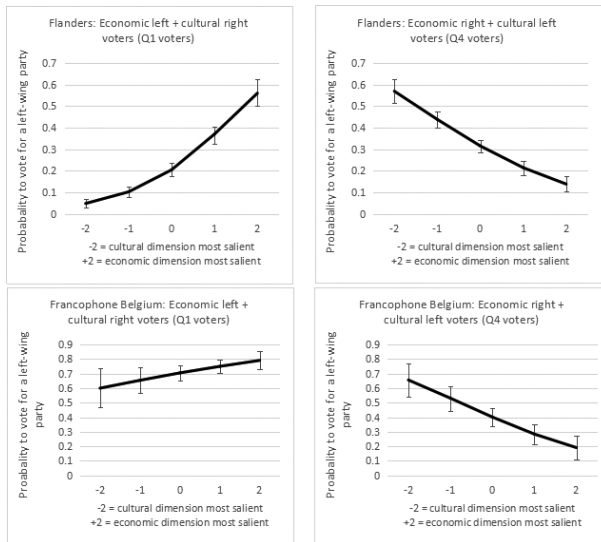 Flanders: Economic left + cultural right
voters (Q1 voters)
Probabality to vote for a left-wing party
0.7
0.6
0.5
0.4
0.3
0.2
0.1
0
-2
-1
0
1
2
-2 = cultural dimension most salient
+2 = economic dimension most salient
Flanders: Economic right + cultural left
voters (Q4 voters)
Probabality to vote for a left-wing party
0.7
0.6
0.5
0.4
0.3
0.2
0.1
0
-2
-1
0
1
2
-2 = cultural dimension most salient
+2 = economic dimension most salient
Francophone Belgium: Economic left +
cultural right voters (Q1 voters)
Proabality to vote for a left-wing
party
0.9
0.8
0.7
0.6
0.5
0.4
0.3
0.2
0.1
0
-2
-1
0
1
2
-2 = cultural dimension most salient
+2 = economic dimension most salient
Francophone Belgium: Economic right +
cultural left voters (Q4 voters)
Proabality to vote for a left-wing
party
0.9
0.8
0.7
0.6
0.5
0.4
0.3
0.2
0.1
0
-2
-1
0
1
2
-2 = cultural dimension most salient
+2 = economic dimension most salient